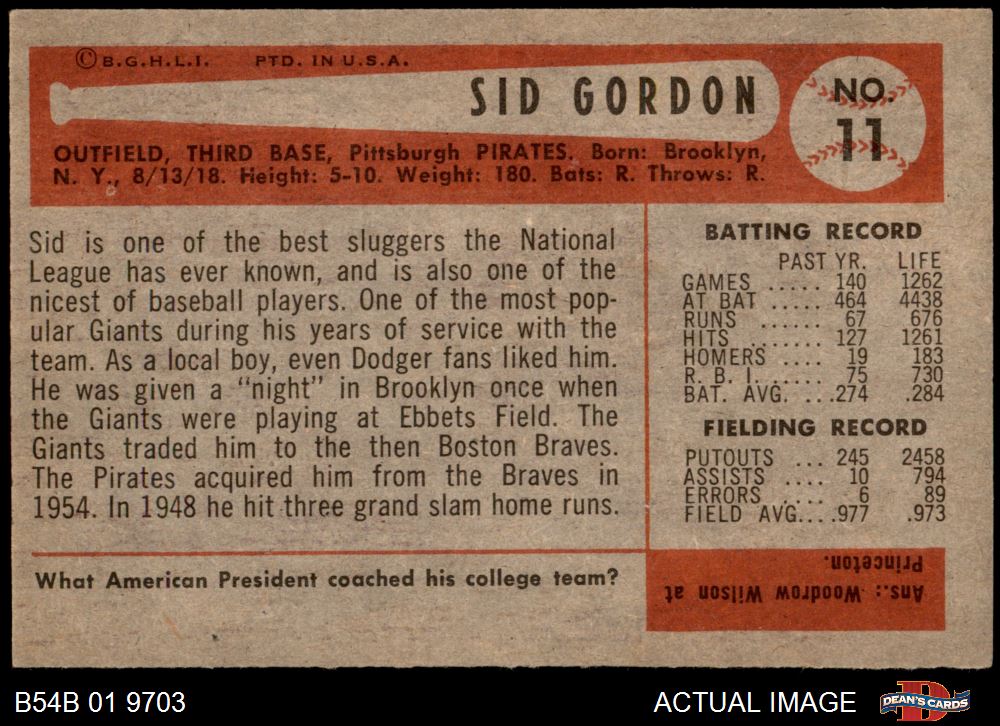 © B.G.H.L.I. PTD. IN U.S.A.
SID GORDON
NO.
11
OUTFIELD, THIRD BASE, Pittsburgh PIRATES. Born: Brooklyn,
N. Y., 8/13/18. Height: 5-10. Weight: 180. Bats: R. Throws: R.
Sid is one of the best sluggers the National
League has ever known, and is also one of the
nicest of baseball players. One of the most pop-
ular Giants during his years of service with the
team. As a local boy, even Dodger fans liked him.
He was given a "night" in Brooklyn once when
the Giants were playing at Ebbets Field. The
Giants traded him to the then Boston Braves.
The Pirates acquired him from the Braves in
1954. In 1948 he hit three grand slam home runs.
What American President coached his college team?
BATTING RECORD
PAST YR. LIFE
GAMES ..... 140 1262
AT BAT ..... 464 4438
RUNS ...... 67 676
HITS ...... 127 1261
HOMERS .... 19 183
R. B. I. ..... 75 730
BAT. AVG. ...274 .284
FIELDING RECORD
PUTOUTS ... 245 2458
ASSISTS .... 10 794
ERRORS .... 6 89
FIELD AVG....977 .973
Ans.: Woodrow Wilson at
Princeton.
B54B 01 9703
ACTUAL IMAGE
D
DEAN'S CARDS